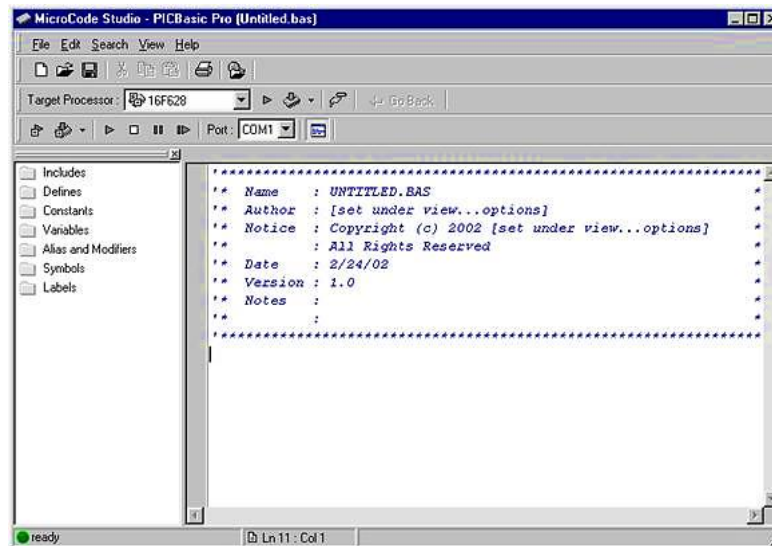 MicroCode Studio - PICBasic Pro (Untitled.bas)
File Edit Search View Help
Target Processor: 16F628 Go Back
Port: COM1
Includes
Defines
Constants
Variables
Alias and Modifiers
Symbols
Labels
'************************************************************
'* Name : UNTITLED.BAS *
'* Author : [set under view...options] *
'* Notice : Copyright (c) 2002 [set under view...options] *
'* : All Rights Reserved *
'* Date : 2/24/02 *
'* Version : 1.0 *
'* Notes : *
'* : *
'************************************************************
ready Ln 11 : Col 1